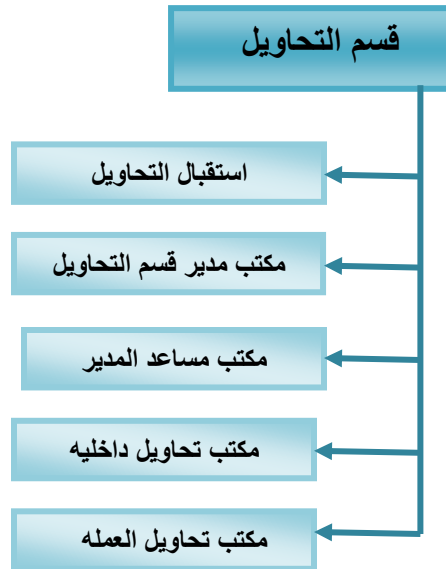 قسم التحاويل
استقبال التحاويل
مكتب مدير قسم التحاويل
مكتب مساعد المدير
مكتب تحاويل داخليه
مكتب تحاويل العمله